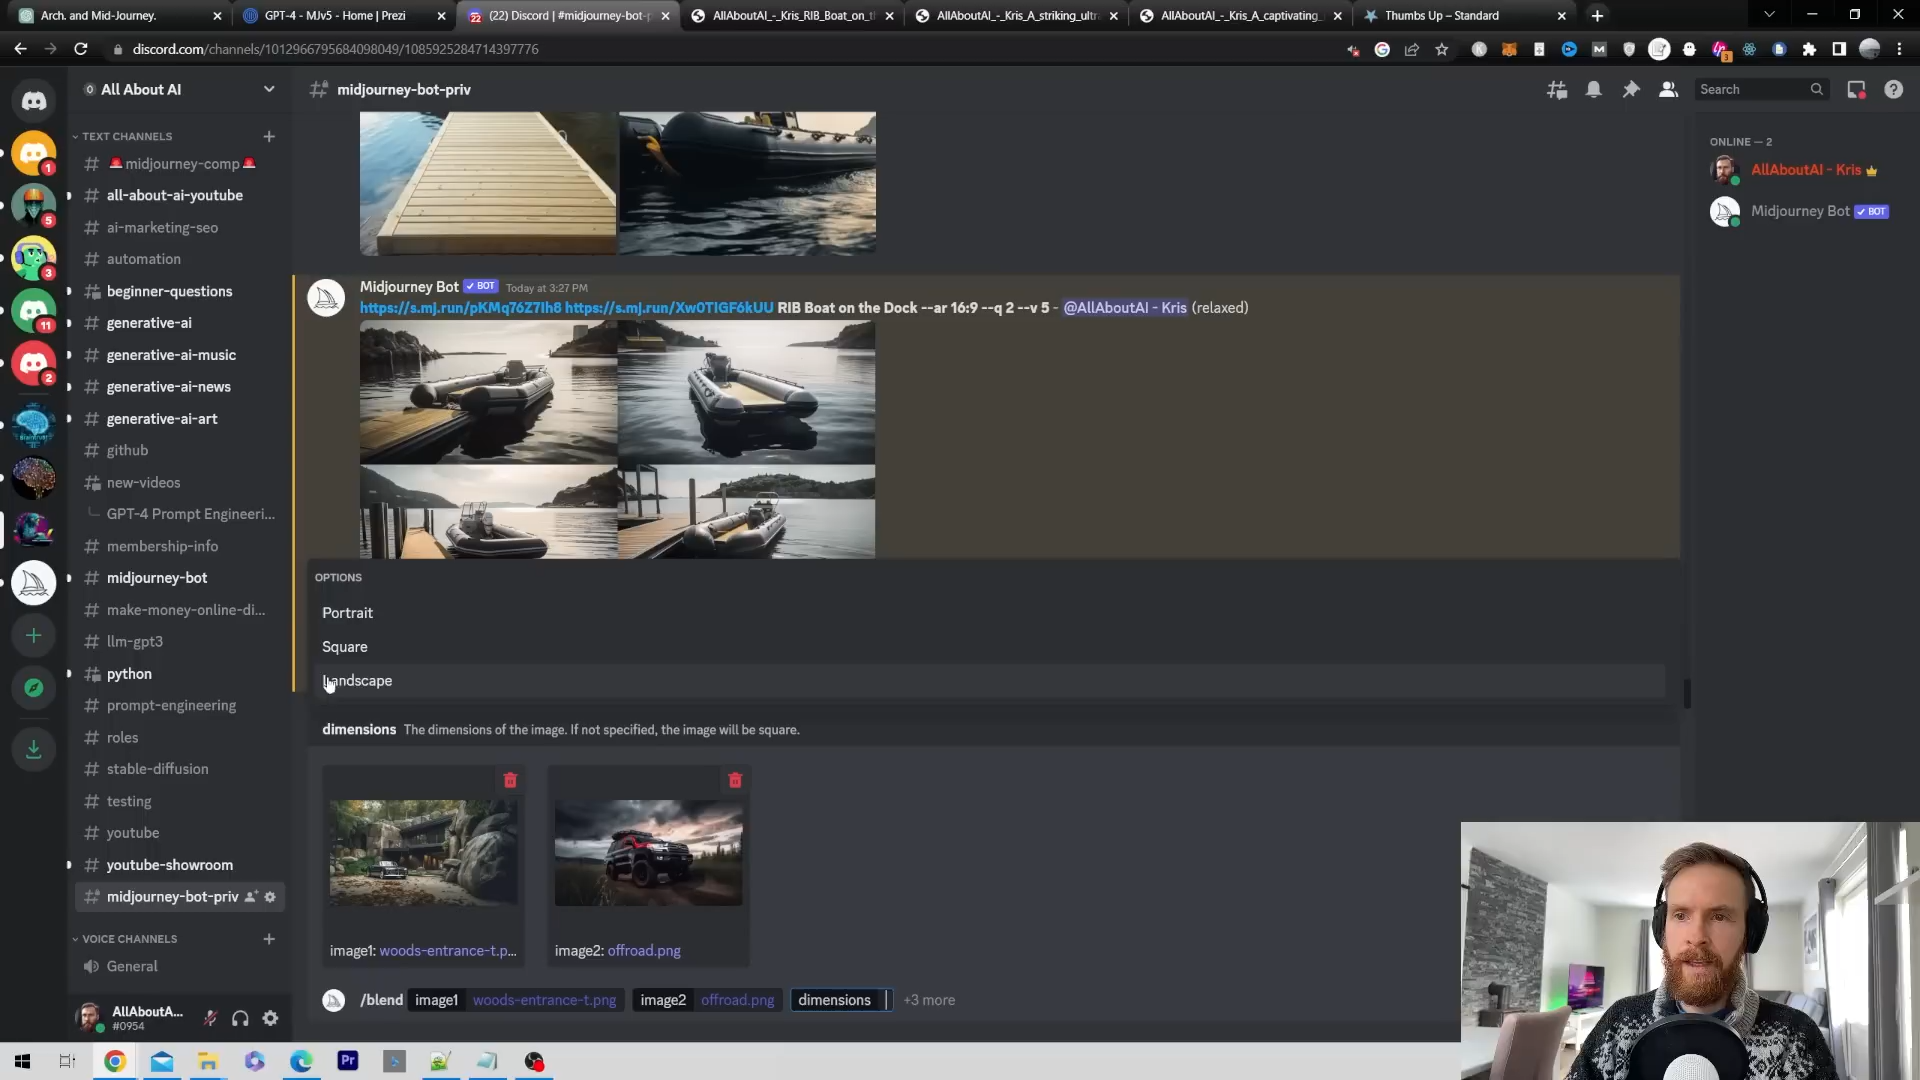 Arch. and Mid-Journey.
GPT-4 - MJv5 - Home | Prezi
(22) Discord | #midjourney-bot-p
AllAboutAI_-_Kris_RIB_Boat_on_t
AllAboutAI_-_Kris_A_striking_ultra
AllAboutAI_-_Kris_A_captivating_
Thumbs Up – Standard
discord.com/channels/1012966795684098049/1085925284714397776
All About AI
midjourney-bot-priv
Search
TEXT CHANNELS
midjourney-comp
all-about-ai-youtube
ai-marketing-seo
automation
beginner-questions
generative-ai
generative-ai-music
generative-ai-news
generative-ai-art
github
new-videos
GPT-4 Prompt Engineeri...
membership-info
midjourney-bot
make-money-online-di...
llm-gpt3
python
prompt-engineering
roles
stable-diffusion
testing
youtube
youtube-showroom
midjourney-bot-priv
VOICE CHANNELS
General
AllAboutA...
#0954
1
5
3
11
2
Midjourney Bot BOT Today at 3:27 PM
https://s.mj.run/pKMq76Z7Ih8 https://s.mj.run/Xw0TIGF6kUU RIB Boat on the Dock --ar 16:9 --q 2 --v 5 - @AllAboutAI - Kris (relaxed)
OPTIONS
Portrait
Square
Landscape
dimensions The dimensions of the image. If not specified, the image will be square.
image1: woods-entrance-t.p...
image2: offroad.png
/blend image1 woods-entrance-t.png image2 offroad.png dimensions +3 more
ONLINE — 2
AllAboutAI - Kris
Midjourney Bot BOT
Pr